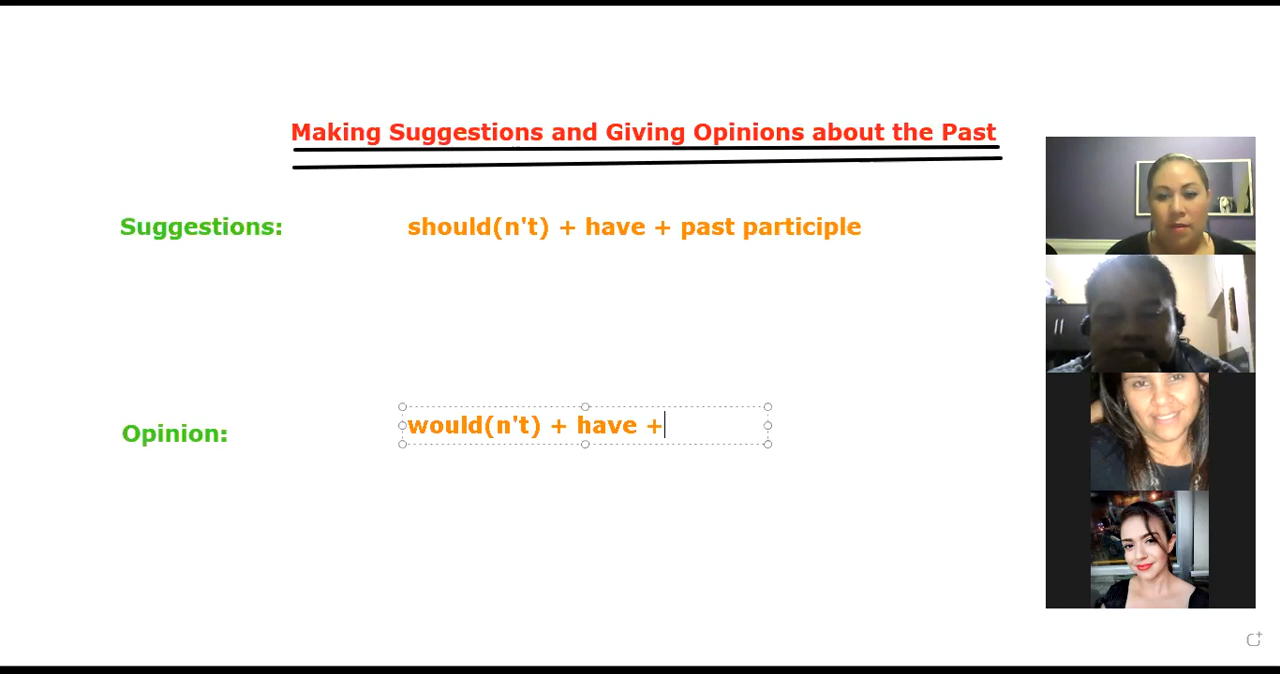 Making Suggestions and Giving Opinions about the Past
Suggestions: should(n't) + have + past participle
Opinion: would(n't) + have +